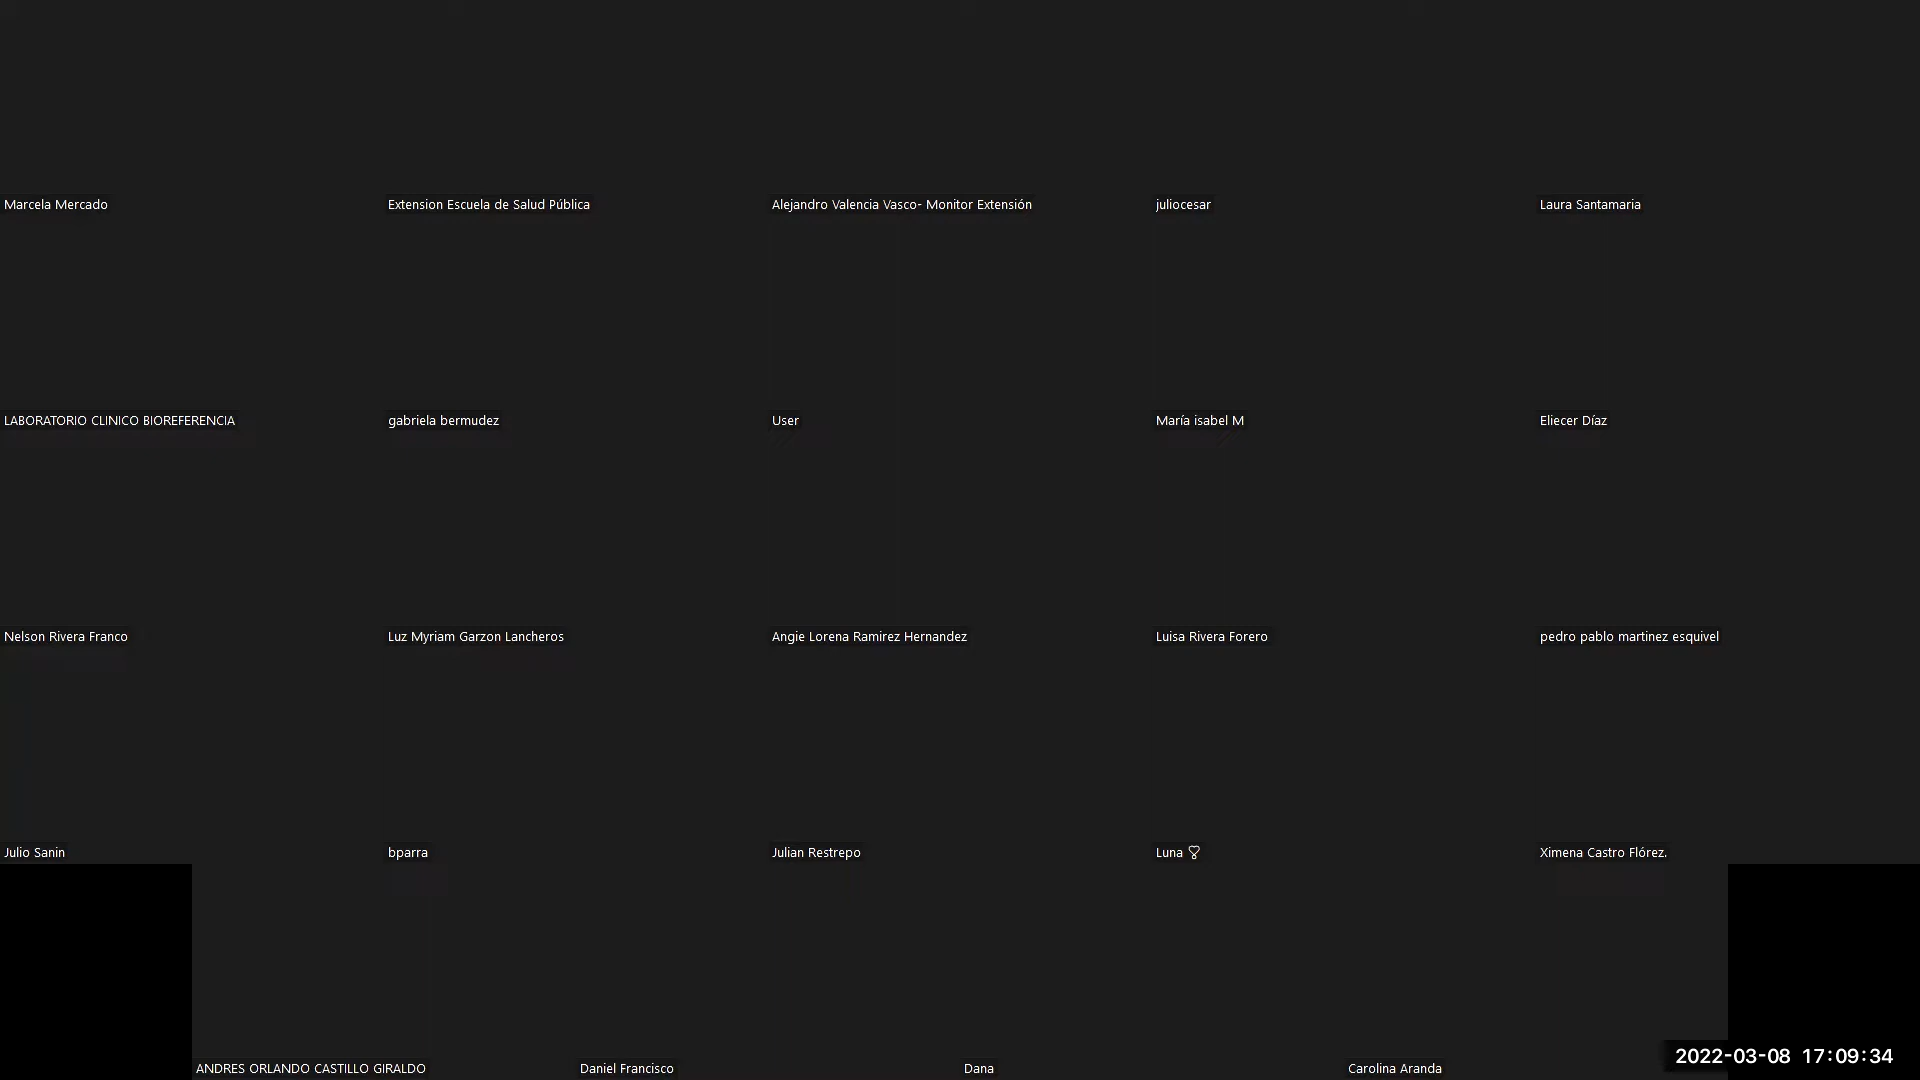 Marcela Mercado
Extension Escuela de Salud Pública
Alejandro Valencia Vasco- Monitor Extensión
juliocesar
Laura Santamaria
LABORATORIO CLINICO BIOREFERENCIA
gabriela bermudez
User
María isabel M
Eliecer Díaz
Nelson Rivera Franco
Luz Myriam Garzon Lancheros
Angie Lorena Ramirez Hernandez
Luisa Rivera Forero
pedro pablo martinez esquivel
Julio Sanin
bparra
Julian Restrepo
Luna
Ximena Castro Flórez.
ANDRES ORLANDO CASTILLO GIRALDO
Daniel Francisco
Dana
Carolina Aranda
2022-03-08 17:09:34